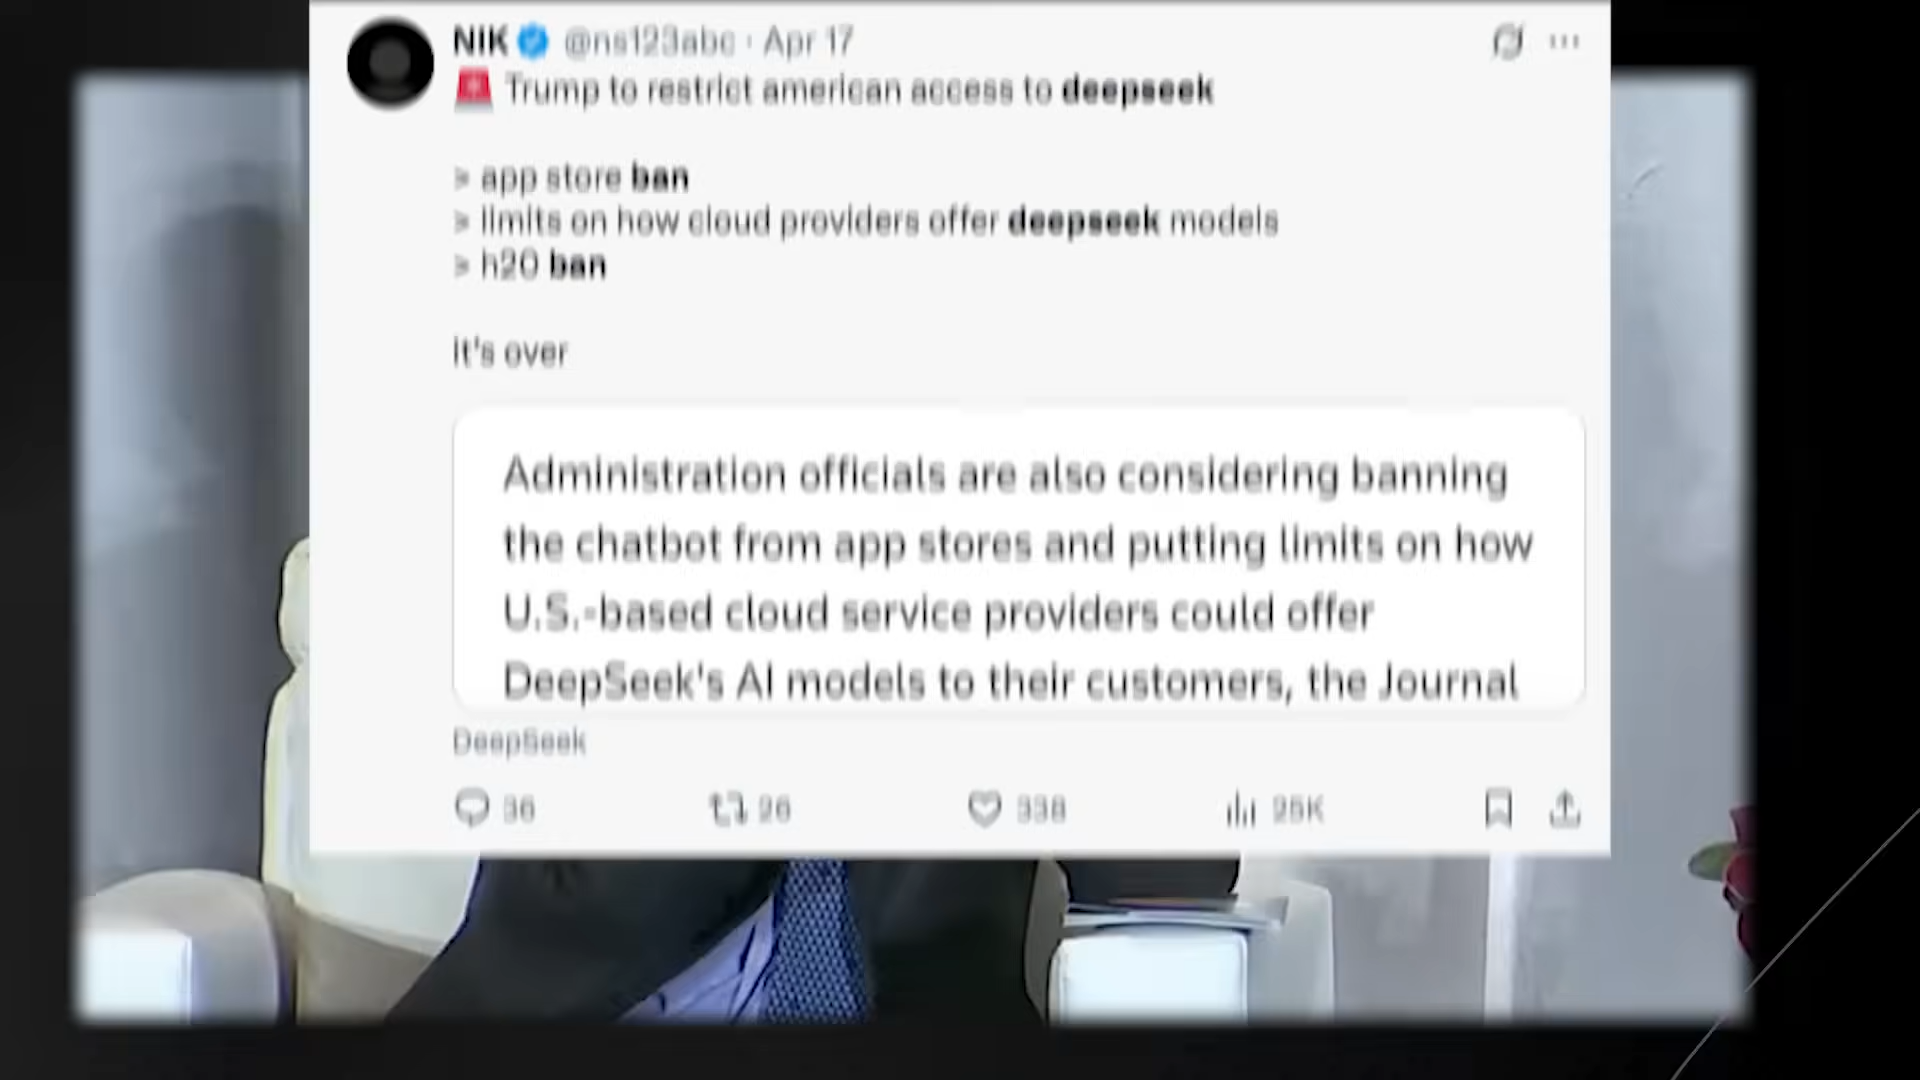 NIK @ns123abc · Apr 17
🚨 Trump to restrict american access to deepseek
> app store ban
> limits on how cloud providers offer deepseek models
> h20 ban
it's over
Administration officials are also considering banning
the chatbot from app stores and putting limits on how
U.S.-based cloud service providers could offer
DeepSeek's AI models to their customers, the Journal
DeepSeek
36 26 338 25K